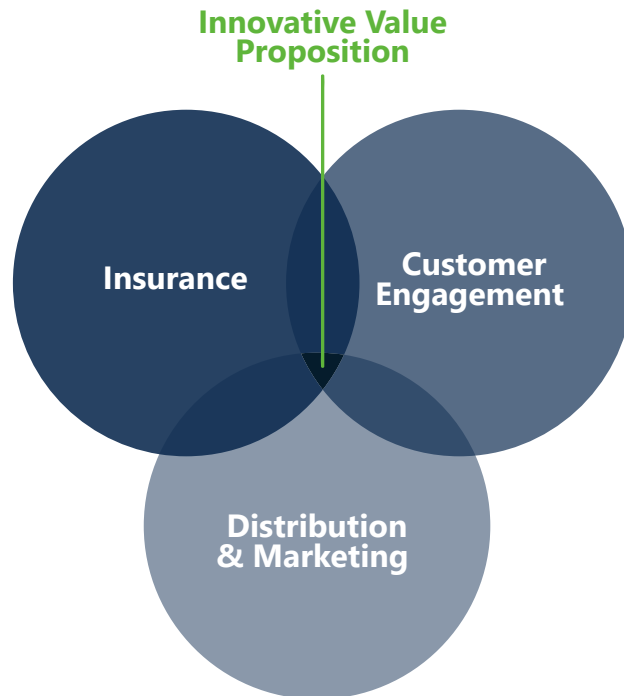 Innovative Value
Proposition
Insurance
Customer
Engagement
Distribution
& Marketing